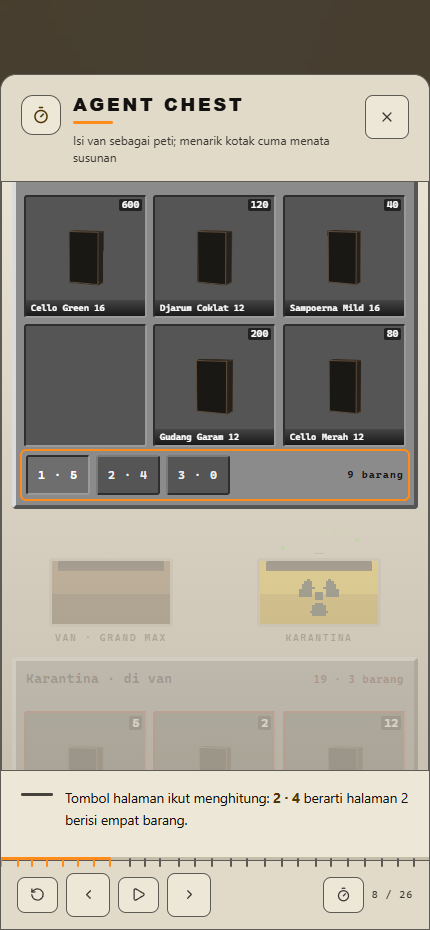 AGENT CHEST
Isi van sebagai peti; menarik kotak cuma menata
susunan
600
120
40
Cello Green 16
Djarum Coklat 12
Sampoerna Mild 16
200
80
Gudang Garam 12
Cello Merah 12
1 · 5
2 · 4
3 · 0
9 barang
VAN · GRAND MAX
KARANTINA
Karantina · di van
19 · 3 barang
5
2
12
Tombol halaman ikut menghitung: 2 · 4 berarti halaman 2
berisi empat barang.
8 / 26